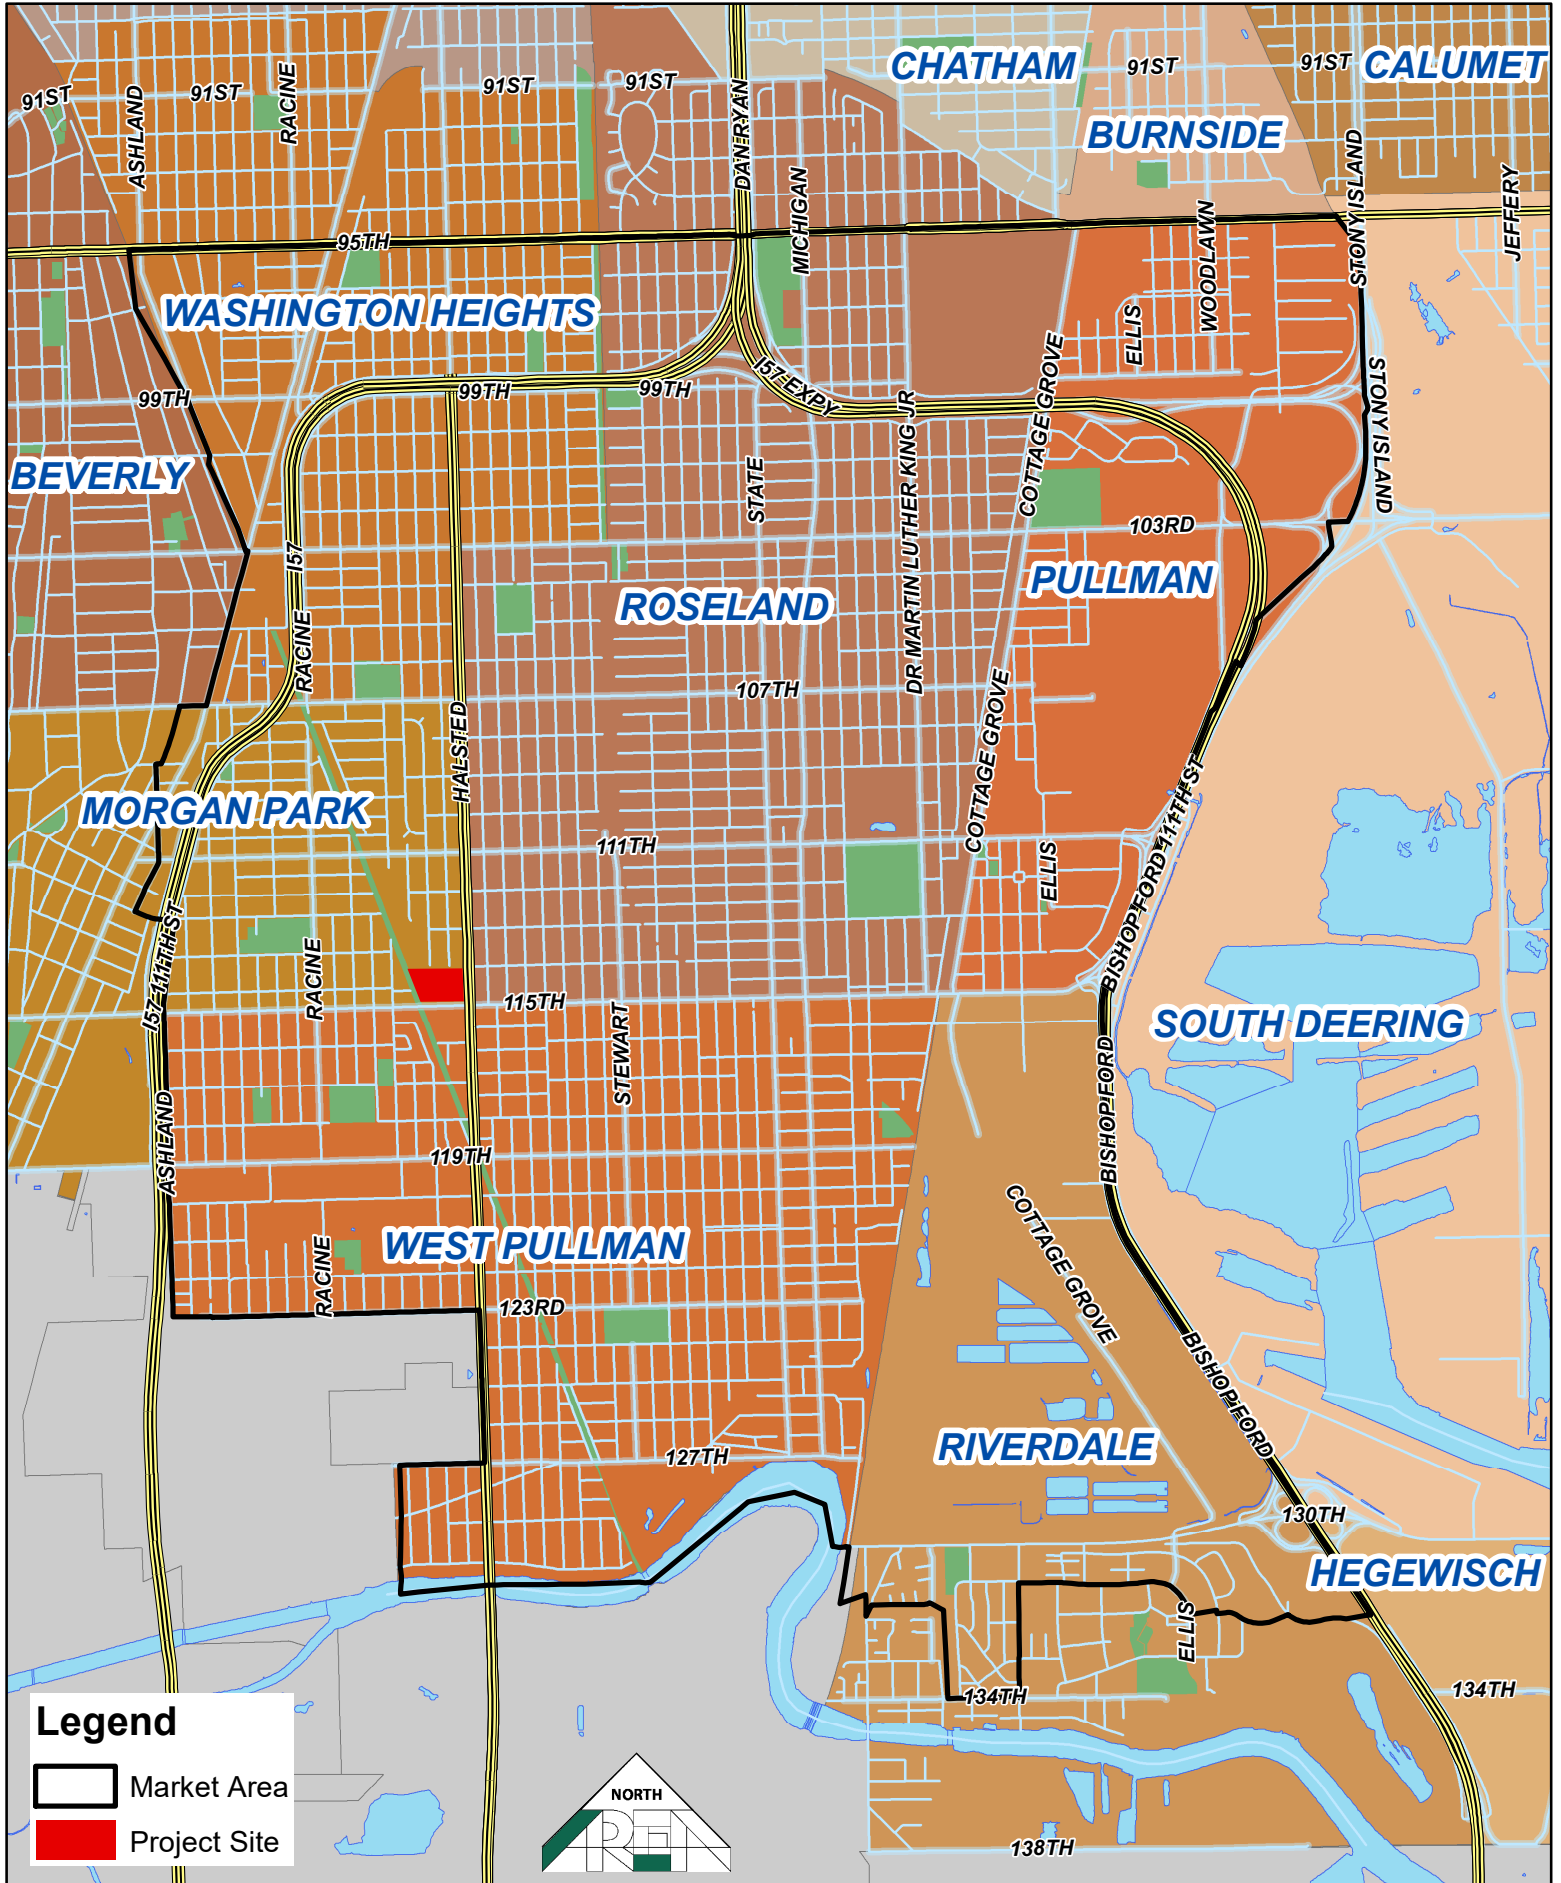 CHATHAM
91ST
91ST
CALUMET
91ST
ASHLAND
91ST
RACINE
91ST
91ST
DAN RYAN
BURNSIDE
STONY ISLAND
MICHIGAN
WOODLAWN
JEFFERY
95TH
WASHINGTON HEIGHTS
ELLIS
99TH
99TH
99TH
I57 EXPY
COTTAGE GROVE
STONY ISLAND
BEVERLY
STATE
DR MARTIN LUTHER KING JR
103RD
I57
RACINE
ROSELAND
PULLMAN
107TH
HALSTED
COTTAGE GROVE
MORGAN PARK
111TH
ELLIS
BISHOP FORD 111TH ST
I57 111TH ST
RACINE
115TH
STEWART
SOUTH DEERING
BISHOP FORD
ASHLAND
119TH
COTTAGE GROVE
WEST PULLMAN
RACINE
123RD
BISHOP FORD
RIVERDALE
127TH
130TH
HEGEWISCH
ELLIS
134TH
134TH
Legend
Market Area
Project Site
NORTH
AREA
138TH